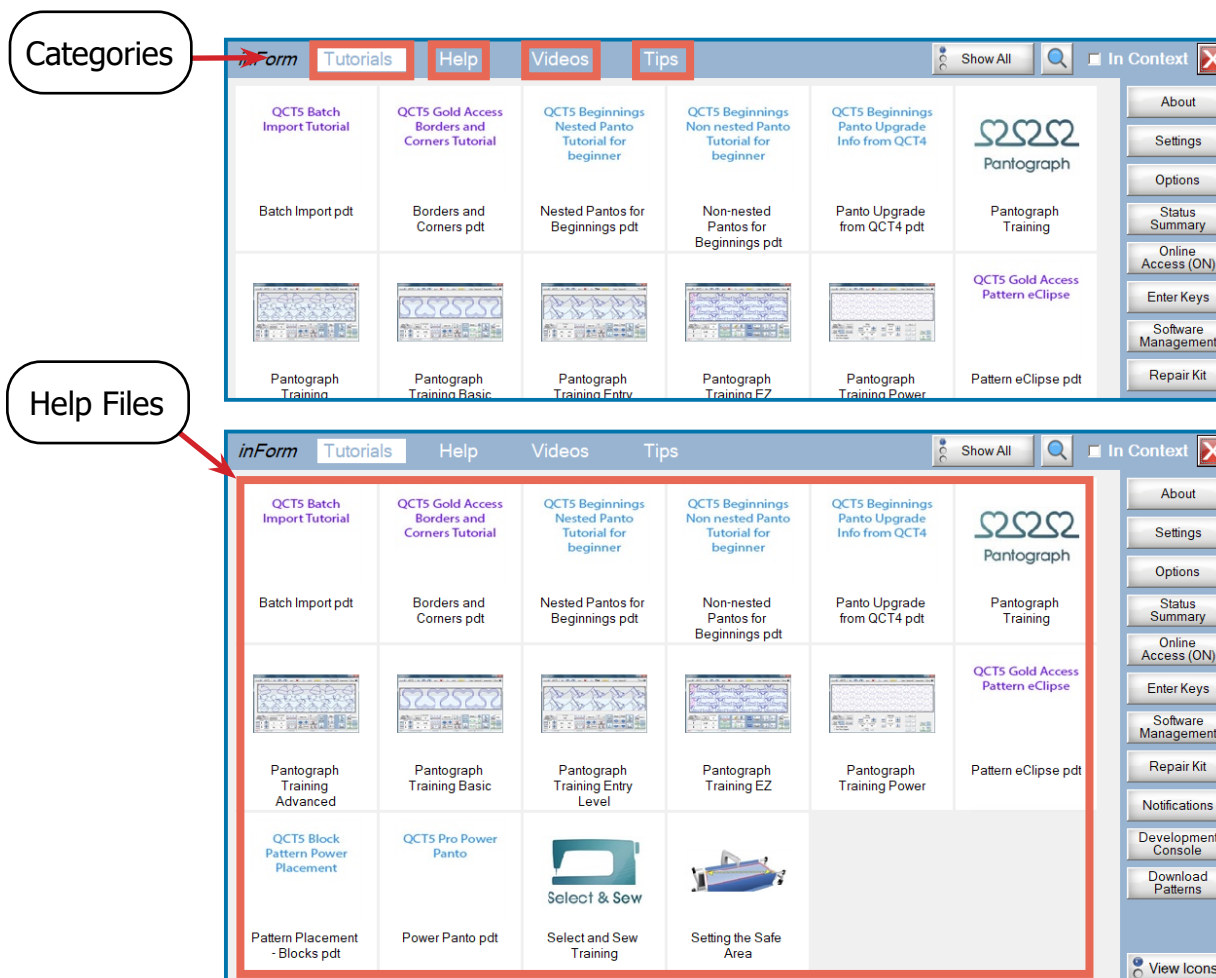 Categories
inForm Tutorials Help Videos Tips Show All In Context
QCT5 Batch
Import Tutorial
QCT5 Gold Access
Borders and
Corners Tutorial
QCT5 Beginnings
Nested Panto
Tutorial for
beginner
QCT5 Beginnings
Non nested Panto
Tutorial for
beginner
QCT5 Beginnings
Panto Upgrade
Info from QCT4
Pantograph
Batch Import pdt
Borders and
Corners pdt
Nested Pantos for
Beginnings pdt
Non-nested
Pantos for
Beginnings pdt
Panto Upgrade
from QCT4 pdt
Pantograph
Training
QCT5 Gold Access
Pattern eClipse
Pantograph
Training
Pantograph
Training Basic
Pantograph
Training Entry
Pantograph
Training EZ
Pantograph
Training Power
Pattern eClipse pdt
About
Settings
Options
Status
Summary
Online
Access (ON)
Enter Keys
Software
Management
Repair Kit
Help Files
inForm Tutorials Help Videos Tips Show All In Context
QCT5 Batch
Import Tutorial
QCT5 Gold Access
Borders and
Corners Tutorial
QCT5 Beginnings
Nested Panto
Tutorial for
beginner
QCT5 Beginnings
Non nested Panto
Tutorial for
beginner
QCT5 Beginnings
Panto Upgrade
Info from QCT4
Pantograph
Batch Import pdt
Borders and
Corners pdt
Nested Pantos for
Beginnings pdt
Non-nested
Pantos for
Beginnings pdt
Panto Upgrade
from QCT4 pdt
Pantograph
Training
QCT5 Gold Access
Pattern eClipse
Pantograph
Training
Advanced
Pantograph
Training Basic
Pantograph
Training Entry
Level
Pantograph
Training EZ
Pantograph
Training Power
Pattern eClipse pdt
QCT5 Block
Pattern Power
Placement
QCT5 Pro Power
Panto
Select & Sew
Pattern Placement
- Blocks pdt
Power Panto pdt
Select and Sew
Training
Setting the Safe
Area
About
Settings
Options
Status
Summary
Online
Access (ON)
Enter Keys
Software
Management
Repair Kit
Notifications
Development
Console
Download
Patterns
View Icons